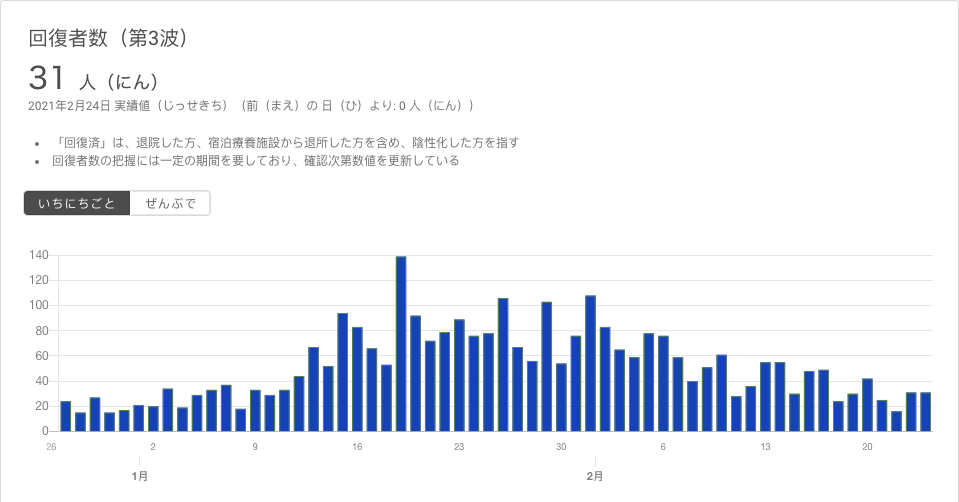 回復者数（第3波）
31 人（にん）
2021年2月24日 実績値（じっせきち）（前（まえ）の 日（ひ）より: 0 人（にん））
• 「回復済」は、退院した方、宿泊療養施設から退所した方を含め、陰性化した方を指す
• 回復者数の把握には一定の期間を要しており、確認次第数値を更新している
いちにちごと ぜんぶで
140
120
100
80
60
40
20
0
26 2 9 16 23 30 6 13 20
1月 2月